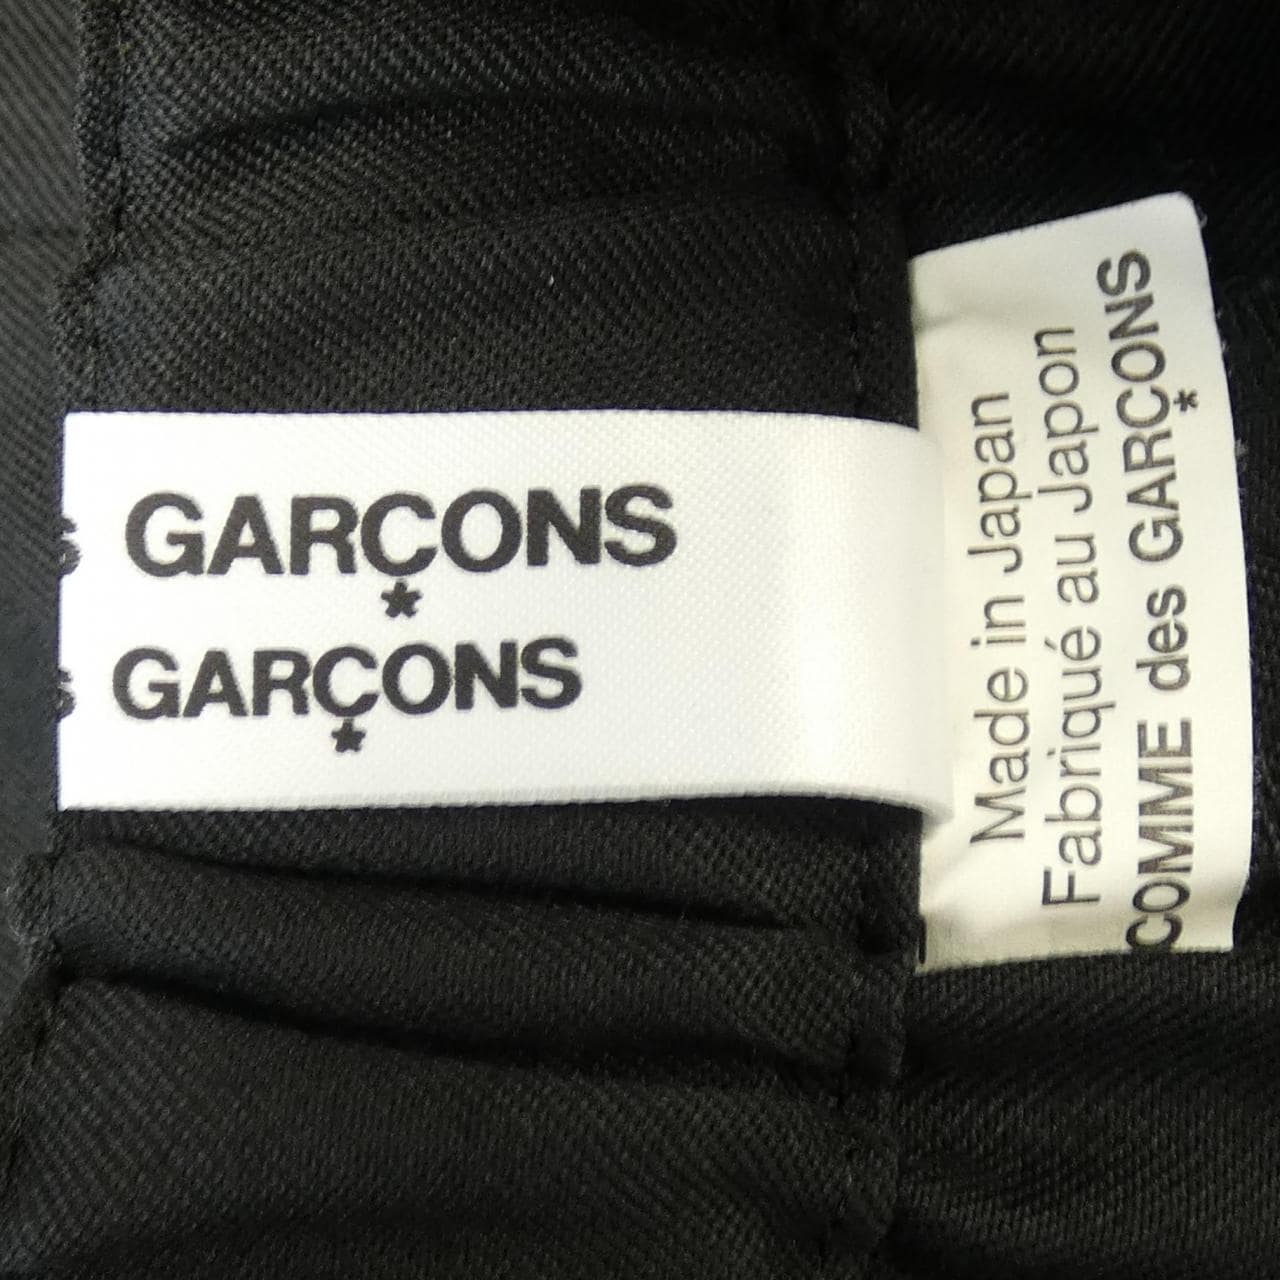 GARÇONS
*
GARÇONS
*
Made in Japan
Fabriqué au Japon
COMME des GARÇONS
*